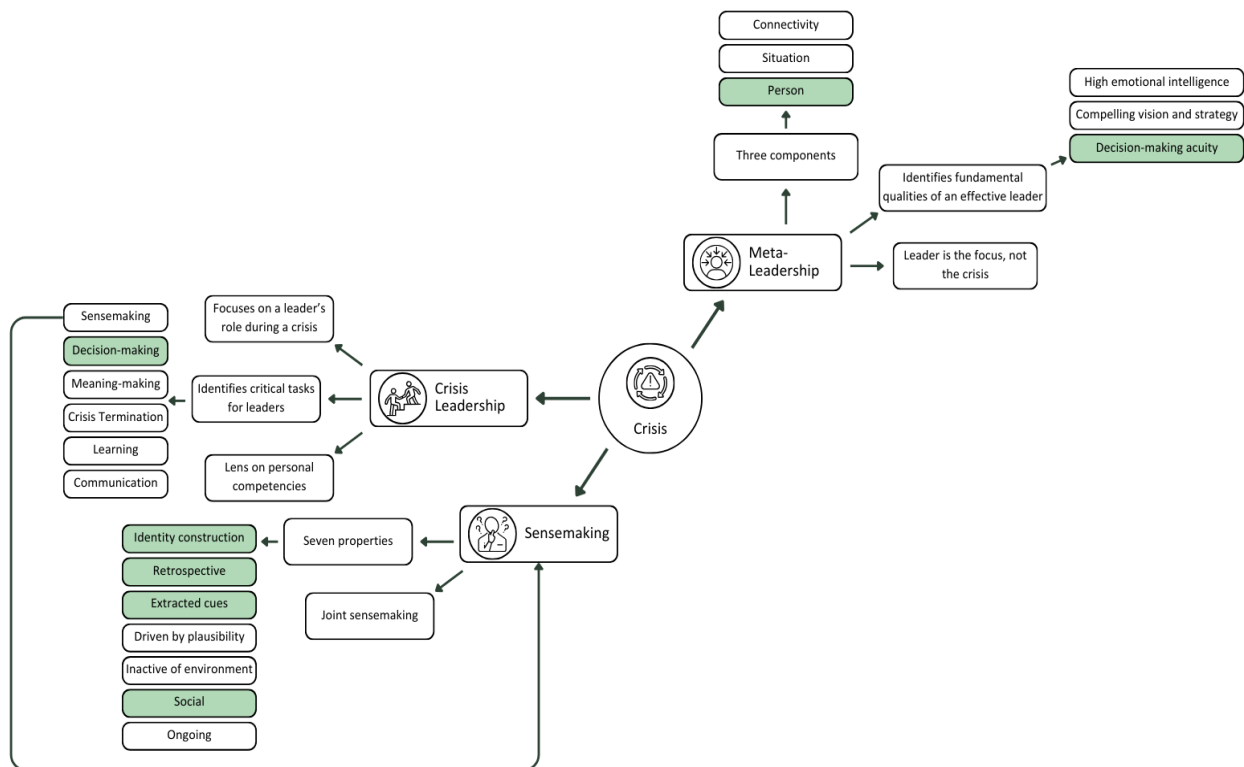 Connectivity
Situation
Person
Three components
High emotional intelligence
Compelling vision and strategy
Decision-making acuity
Identifies fundamental
qualities of an effective leader
Meta-
Leadership
Leader is the focus, not
the crisis
Focuses on a leader's
role during a crisis
Sensemaking
Decision-making
Meaning-making
Crisis Termination
Learning
Communication
Identifies critical tasks
for leaders
Crisis
Leadership
Crisis
Lens on personal
competencies
Sensemaking
Seven properties
Identity construction
Retrospective
Extracted cues
Driven by plausibility
Inactive of environment
Social
Ongoing
Joint sensemaking